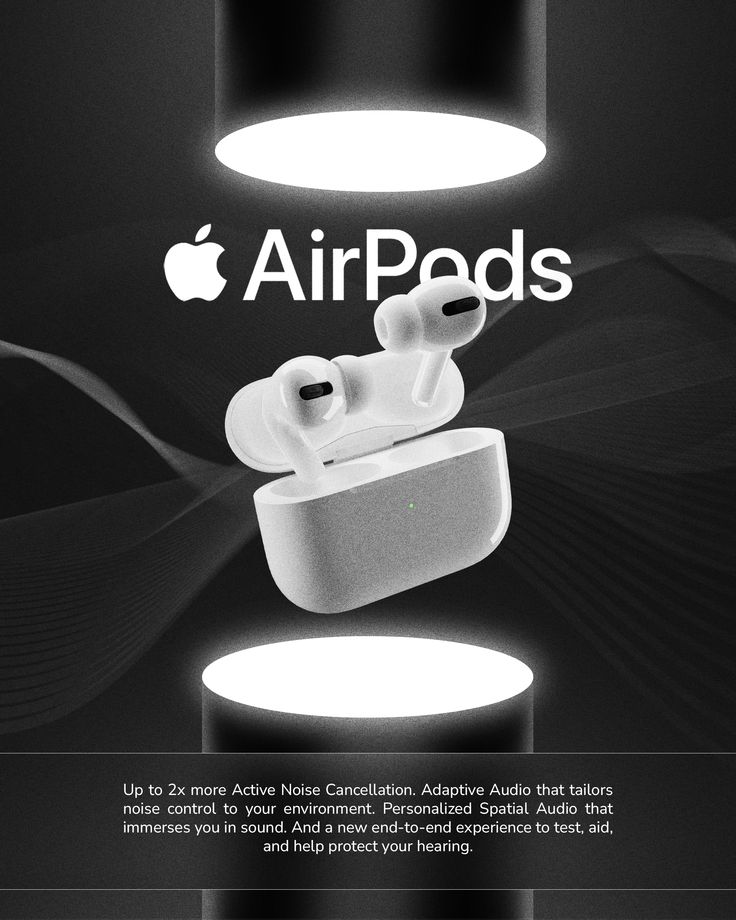 AirPods
Up to 2x more Active Noise Cancellation. Adaptive Audio that tailors
noise control to your environment. Personalized Spatial Audio that
immerses you in sound. And a new end-to-end experience to test, aid,
and help protect your hearing.